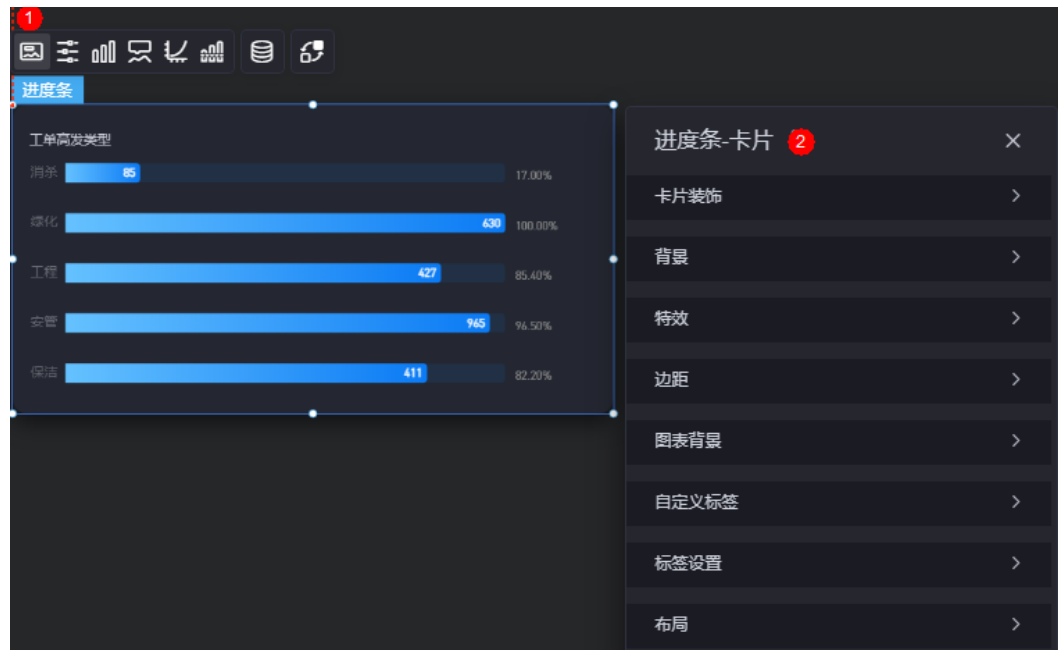 1
进度条
工单高发类型
消杀 85 17.00%
绿化 630 100.00%
工程 427 85.40%
安管 965 96.50%
保洁 411 82.20%
进度条-卡片 2
卡片装饰
背景
特效
边距
图表背景
自定义标签
标签设置
布局